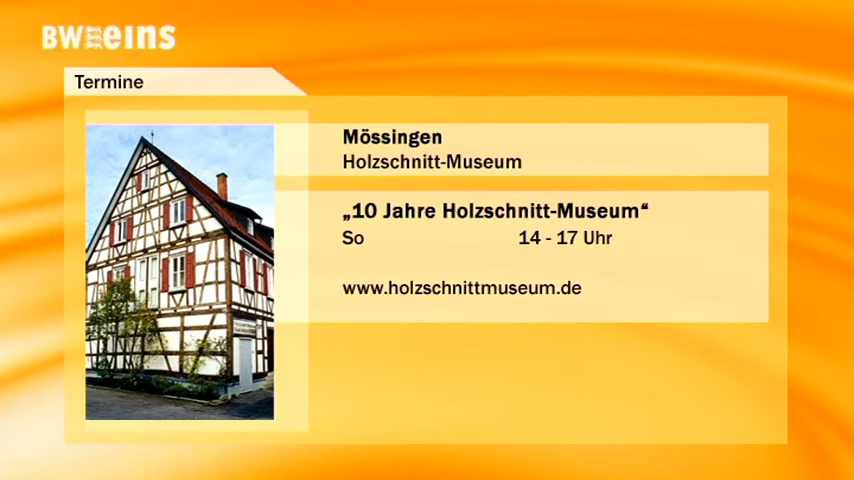 BW eins
Termine
Mössingen
Holzschnitt-Museum
„10 Jahre Holzschnitt-Museum“
So 14 - 17 Uhr
www.holzschnittmuseum.de